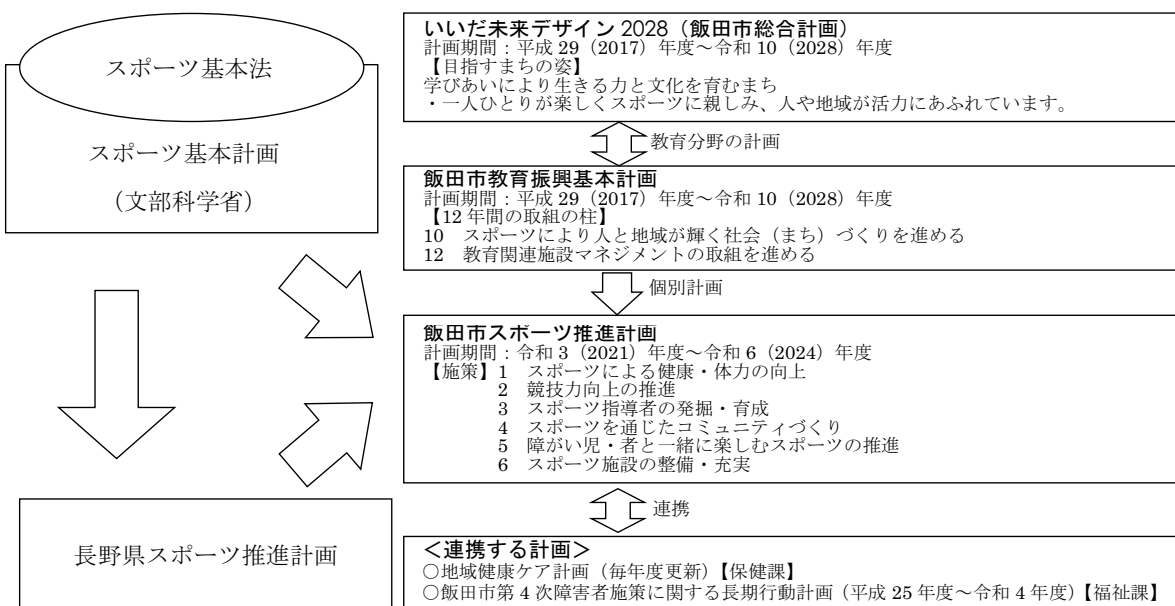 スポーツ基本法
スポーツ基本計画
(文部科学省)
長野県スポーツ推進計画
いいだ未来デザイン 2028(飯田市総合計画)
計画期間:平成 29(2017)年度～令和 10(2028)年度
【目指すまちの姿】
学びあいにより生きる力と文化を育むまち
・一人ひとりが楽しくスポーツに親しみ、人や地域が活力にあふれています。
教育分野の計画
飯田市教育振興基本計画
計画期間:平成 29(2017)年度～令和 10(2028)年度
【12 年間の取組の柱】
10 スポーツにより人と地域が輝く社会(まち)づくりを進める
12 教育関連施設マネジメントの取組を進める
個別計画
飯田市スポーツ推進計画
計画期間:令和 3(2021)年度～令和 6(2024)年度
【施策】1 スポーツによる健康・体力の向上
2 競技力向上の推進
3 スポーツ指導者の発掘・育成
4 スポーツを通じたコミュニティづくり
5 障がい児・者と一緒に楽しむスポーツの推進
6 スポーツ施設の整備・充実
連携
＜連携する計画＞
○地域健康ケア計画(毎年度更新)【保健課】
○飯田市第 4 次障害者施策に関する長期行動計画(平成 25 年度～令和 4 年度)【福祉課】